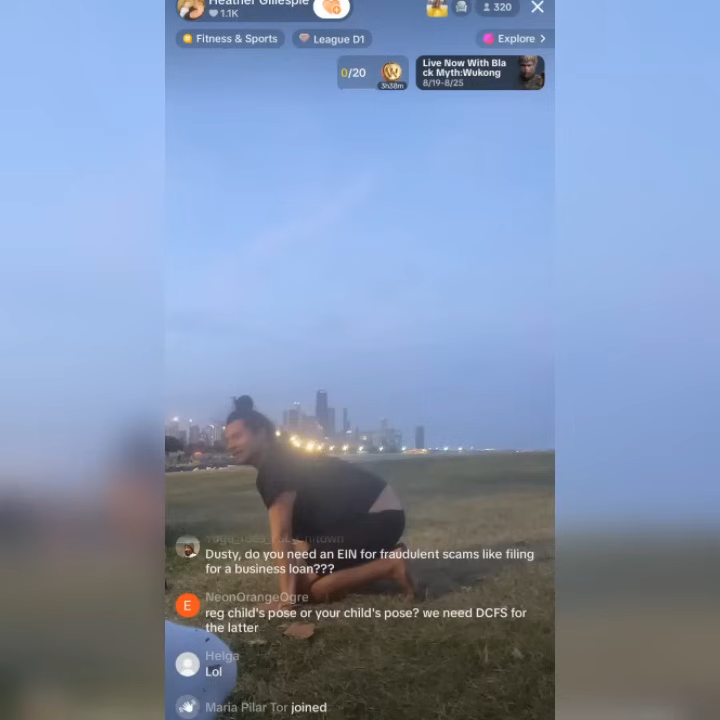 Heather Gillespie
1.1K
320
Fitness & Sports
League D1
Explore
0/20
3h38m
Live Now With Bla
ck Myth:Wukong
8/19-8/25
Dusty, do you need an EIN for fraudulent scams like filing
for a business loan???
NeonOrangeOgre
E
reg child's pose or your child's pose? we need DCFS for
the latter
Helga
Lol
Maria Pilar Tor joined